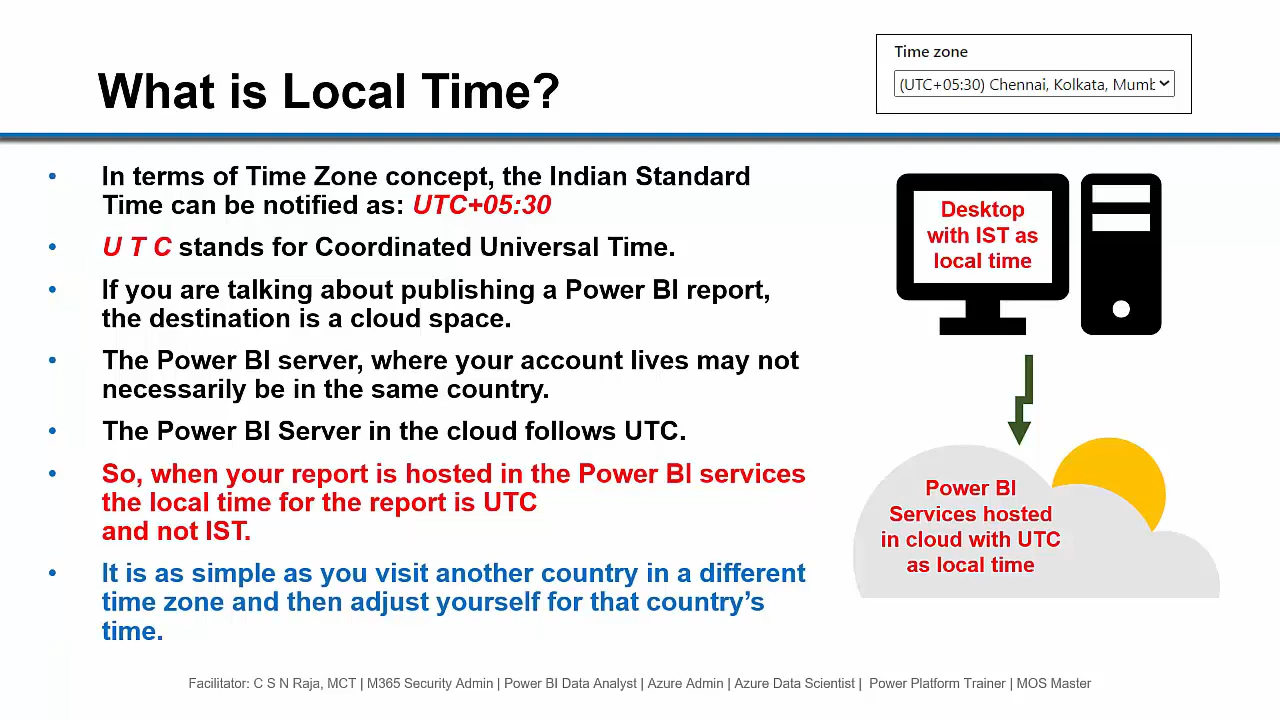 What is Local Time?
Time zone
(UTC+05:30) Chennai, Kolkata, Mumb
• In terms of Time Zone concept, the Indian Standard
Time can be notified as: UTC+05:30
• U T C stands for Coordinated Universal Time.
• If you are talking about publishing a Power BI report,
the destination is a cloud space.
• The Power BI server, where your account lives may not
necessarily be in the same country.
• The Power BI Server in the cloud follows UTC.
• So, when your report is hosted in the Power BI services
the local time for the report is UTC
and not IST.
• It is as simple as you visit another country in a different
time zone and then adjust yourself for that country’s
time.
Desktop
with IST as
local time
Power BI
Services hosted
in cloud with UTC
as local time
Facilitator: C S N Raja, MCT | M365 Security Admin | Power BI Data Analyst | Azure Admin | Azure Data Scientist | Power Platform Trainer | MOS Master